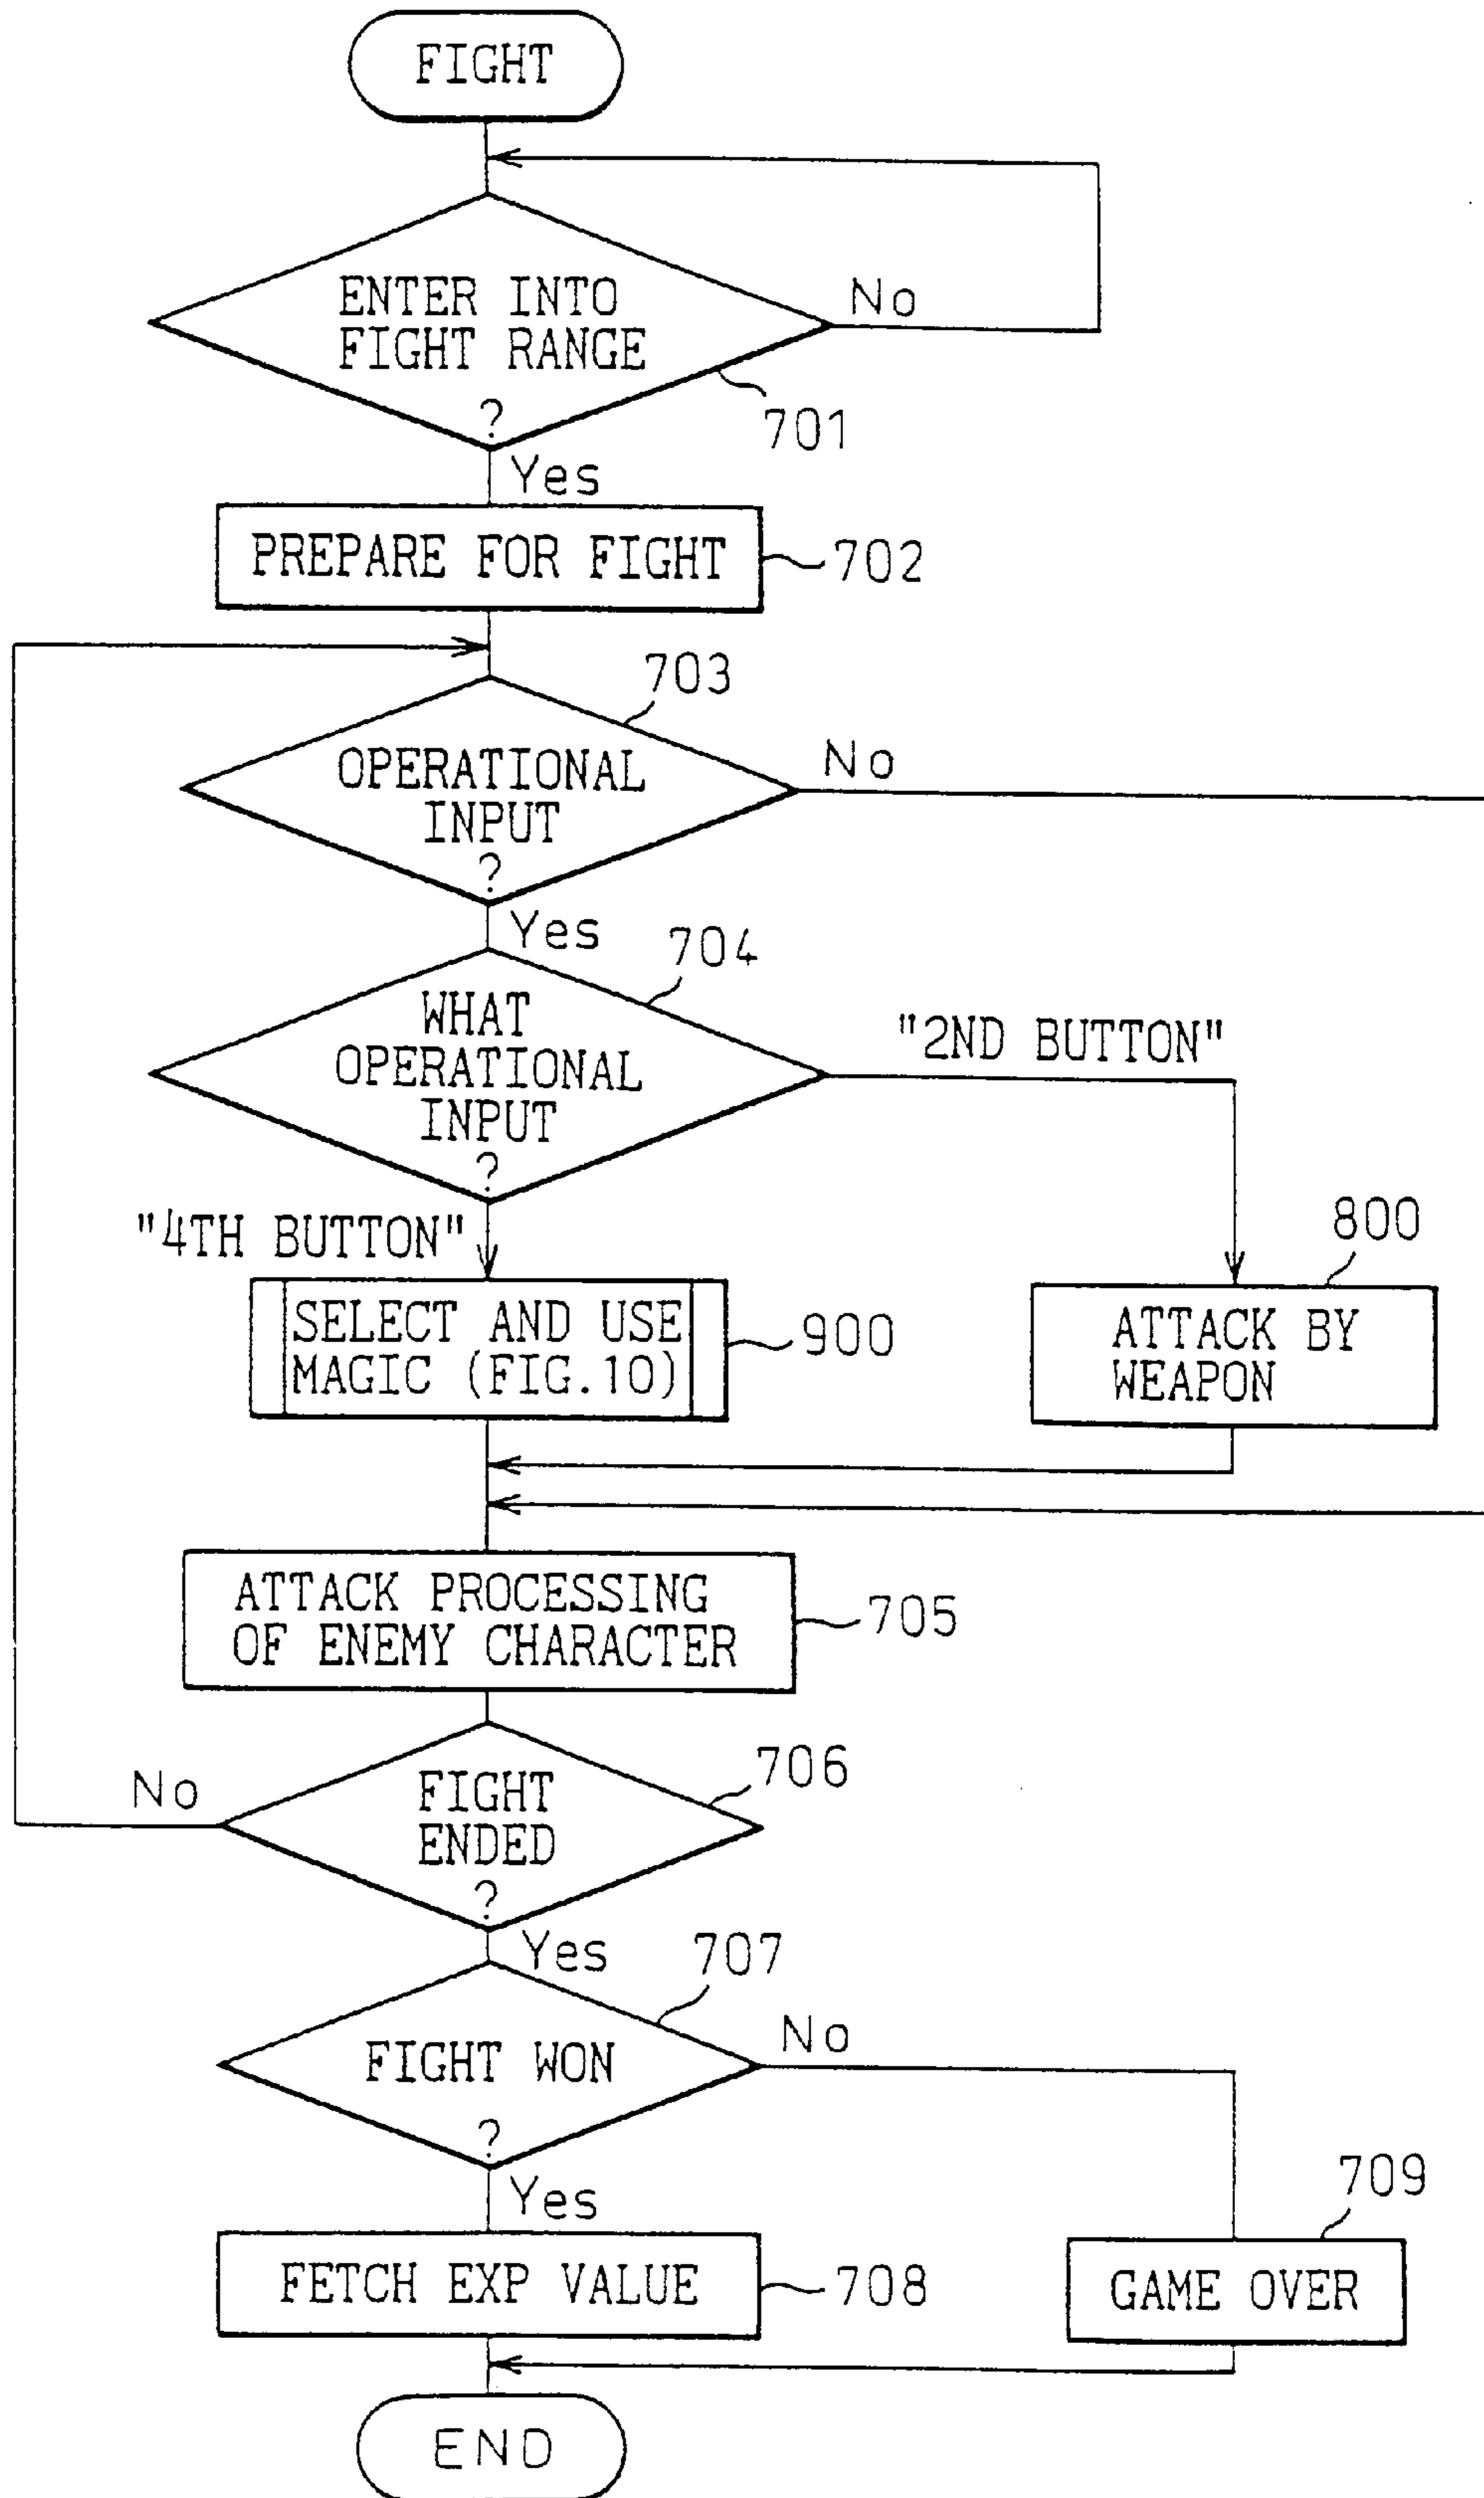 FIGHT
ENTER INTO
FIGHT RANGE
?
No
701
Yes
PREPARE FOR FIGHT
702
703
OPERATIONAL
INPUT
?
No
Yes
704
WHAT
OPERATIONAL
INPUT
?
"2ND BUTTON"
"4TH BUTTON"
800
SELECT AND USE
MAGIC (FIG.10)
900
ATTACK BY
WEAPON
ATTACK PROCESSING
OF ENEMY CHARACTER
705
706
FIGHT
ENDED
?
No
Yes
707
FIGHT WON
?
No
Yes
709
FETCH EXP VALUE
708
GAME OVER
END